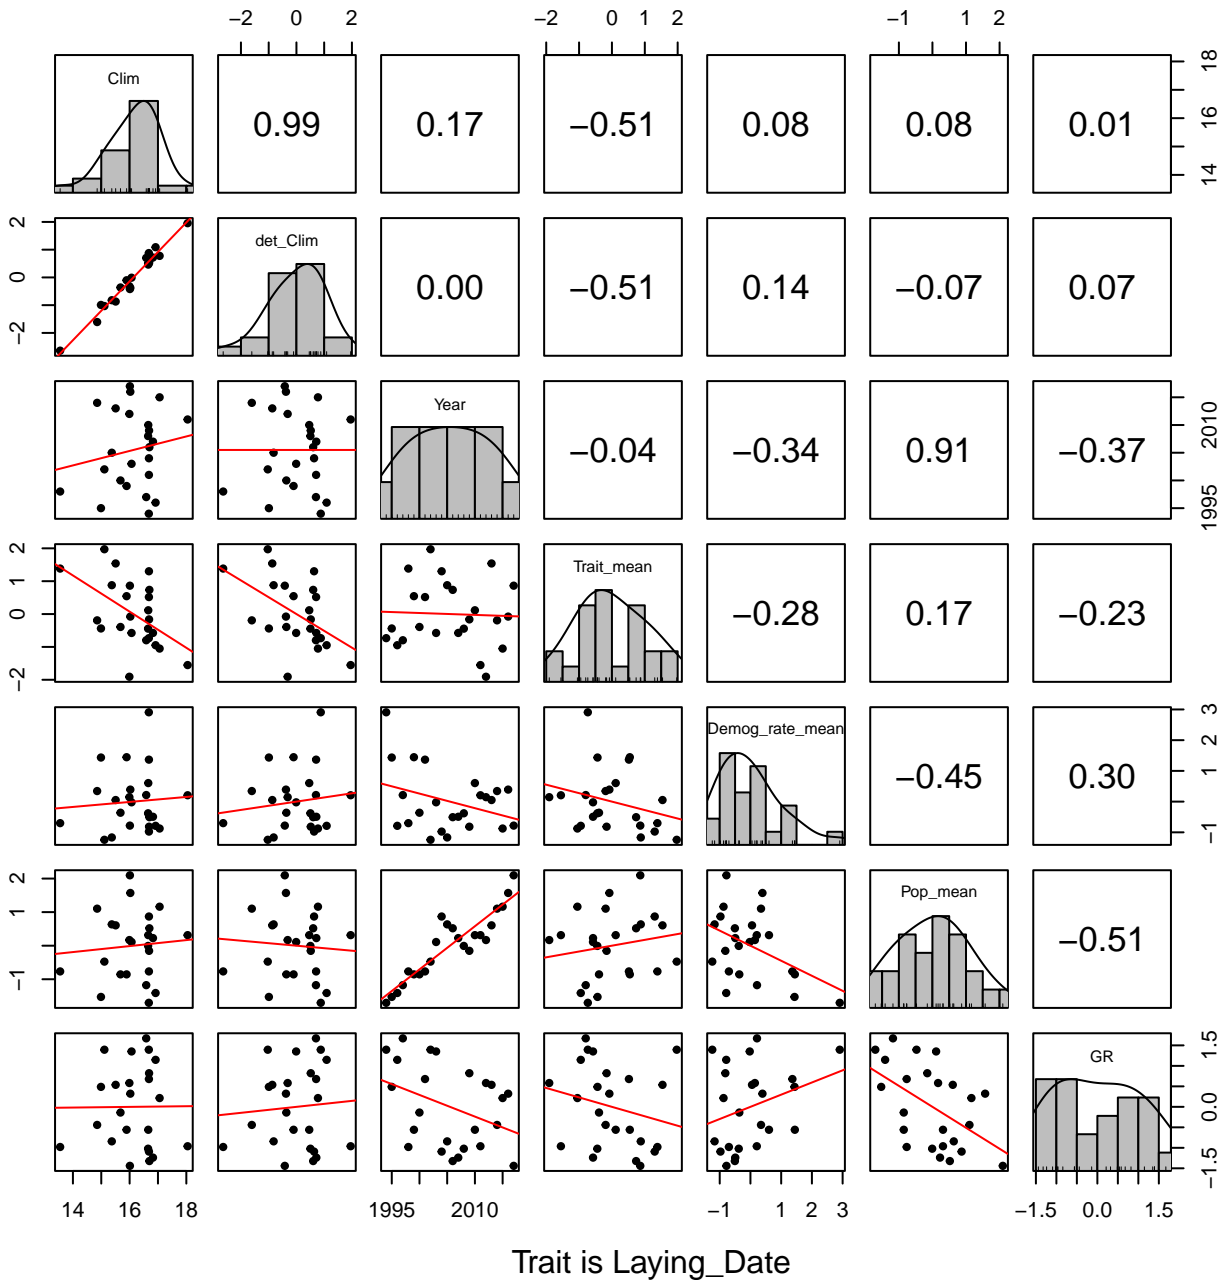 −2 0 2 −2 0 1 2 −1 1 2
Clim
0.99 0.17 −0.51 0.08 0.08 0.01
14 16 18
−2 0 2
det_Clim
0.00 −0.51 0.14 −0.07 0.07
Year
−0.04 −0.34 0.91 −0.37
1995 2010
−2 0 1 2
Trait_mean
−0.28 0.17 −0.23
Demog_rate_mean
−0.45 0.30
−1 1 2 3
−1 1 2
Pop_mean
−0.51
GR
−1.5 0.0 1.5
14 16 18 1995 2010 −1 1 2 3 −1.5 0.0 1.5
Trait is Laying_Date